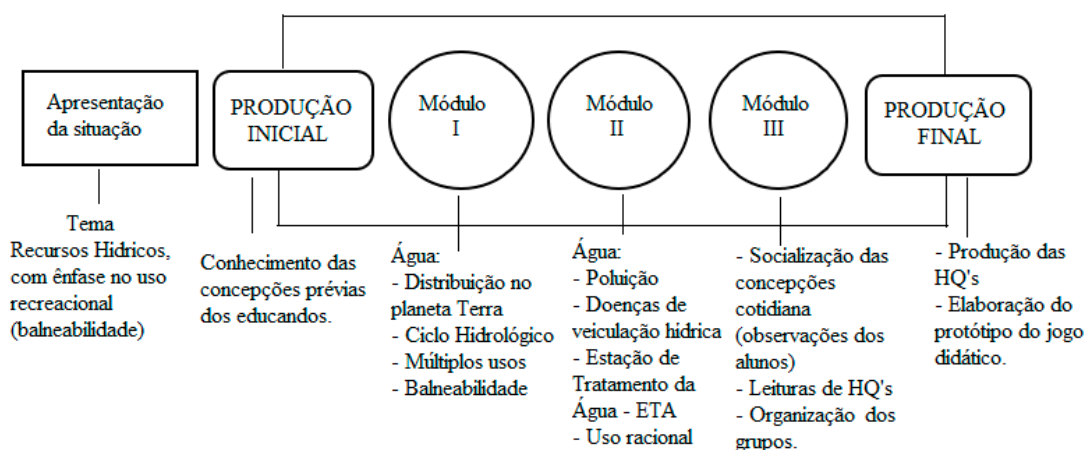 Apresentação
da situação
PRODUÇÃO
INICIAL
Módulo
I
Módulo
II
Módulo
III
PRODUÇÃO
FINAL
Tema
Recursos Hidricos,
com ênfase no uso
recreacional
(balneabilidade)
Conhecimento das
concepções prévias
dos educandos.
Água:
- Distribuição no
planeta Terra
- Ciclo Hidrológico
- Múltiplos usos
- Balneabilidade
Água:
- Poluição
- Doenças de
veiculação hidrica
- Estação de
Tratamento da
Água - ETA
- Uso racional
- Socialização das
concepções
cotidiana
(observações dos
alunos)
- Leituras de HQ's
- Organização dos
grupos.
- Produção das
HQ's
- Elaboração do
protótipo do jogo
didático.